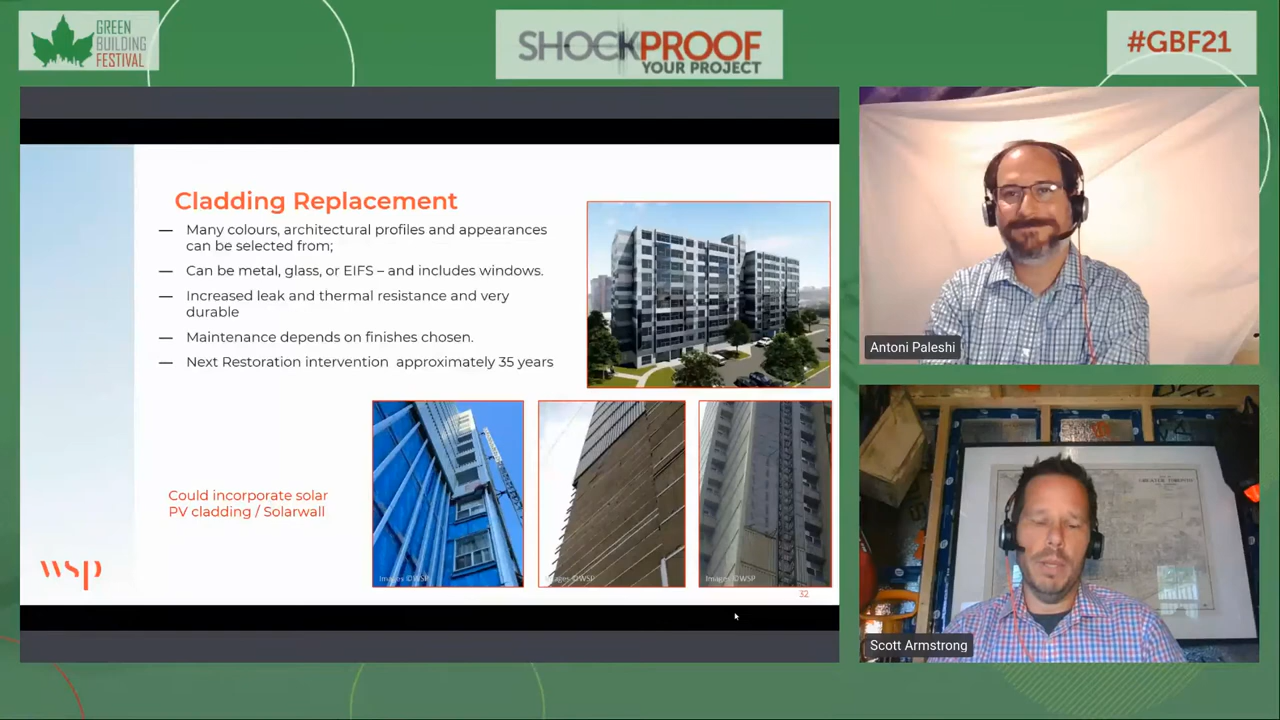 GREEN
BUILDING
FESTIVAL
SHOCKPROOF
YOUR PROJECT
#GBF21
Cladding Replacement
— Many colours, architectural profiles and appearances
can be selected from;
— Can be metal, glass, or EIFS – and includes windows.
— Increased leak and thermal resistance and very
durable
— Maintenance depends on finishes chosen.
— Next Restoration intervention approximately 35 years
Could incorporate solar
PV cladding / Solarwall
Images ©WSP
Images ©WSP
Images ©WSP
wsp
32
Antoni Paleshi
GREATER TORONTO
Scott Armstrong